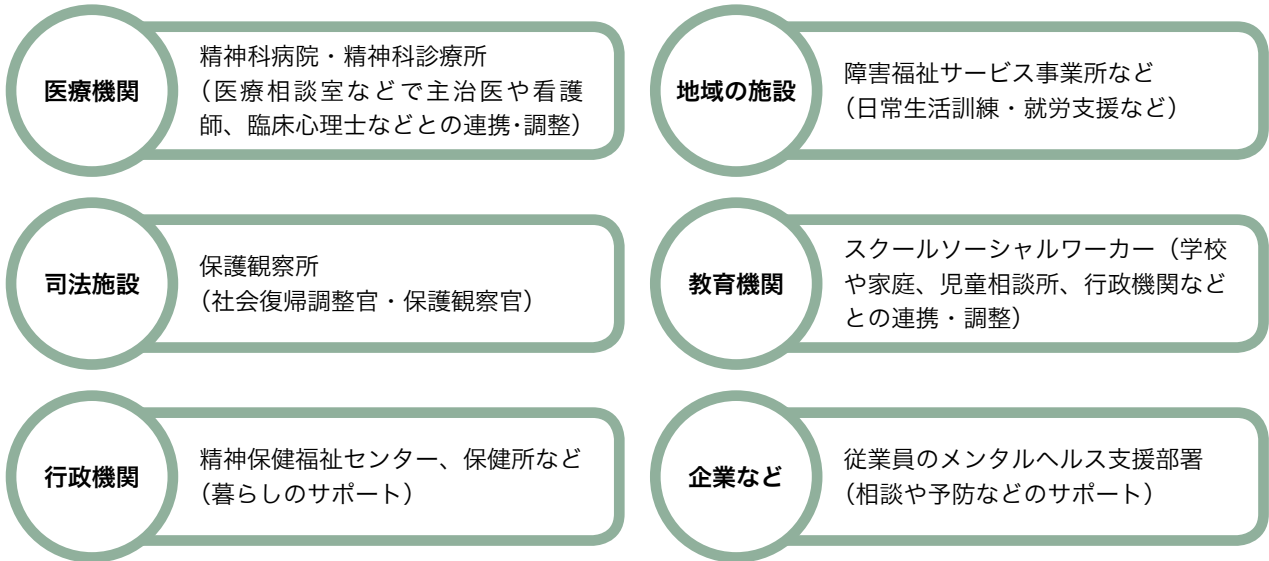 医療機関
精神科病院・精神科診療所
（医療相談室などで主治医や看護
師、臨床心理士などとの連携・調整）
地域の施設
障害福祉サービス事業所など
（日常生活訓練・就労支援など）
司法施設
保護観察所
（社会復帰調整官・保護観察官）
教育機関
スクールソーシャルワーカー（学校
や家庭、児童相談所、行政機関など
との連携・調整）
行政機関
精神保健福祉センター、保健所など
（暮らしのサポート）
企業など
従業員のメンタルヘルス支援部署
（相談や予防などのサポート）